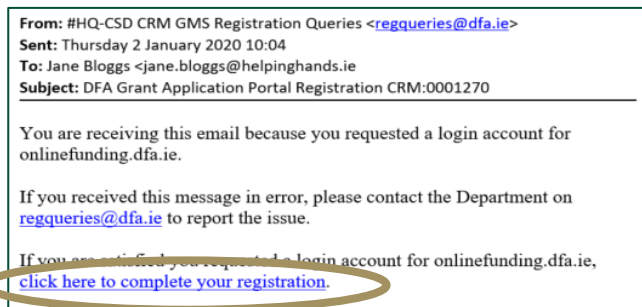 From: #HQ-CSD CRM GMS Registration Queries <regqueries@dfa.ie>
Sent: Thursday 2 January 2020 10:04
To: Jane Bloggs <jane.bloggs@helpinghands.ie
Subject: DFA Grant Application Portal Registration CRM:0001270
You are receiving this email because you requested a login account for
onlinefunding.dfa.ie.
If you received this message in error, please contact the Department on
regqueries@dfa.ie to report the issue.
If you are satisfied you requested a login account for onlinefunding.dfa.ie,
click here to complete your registration.